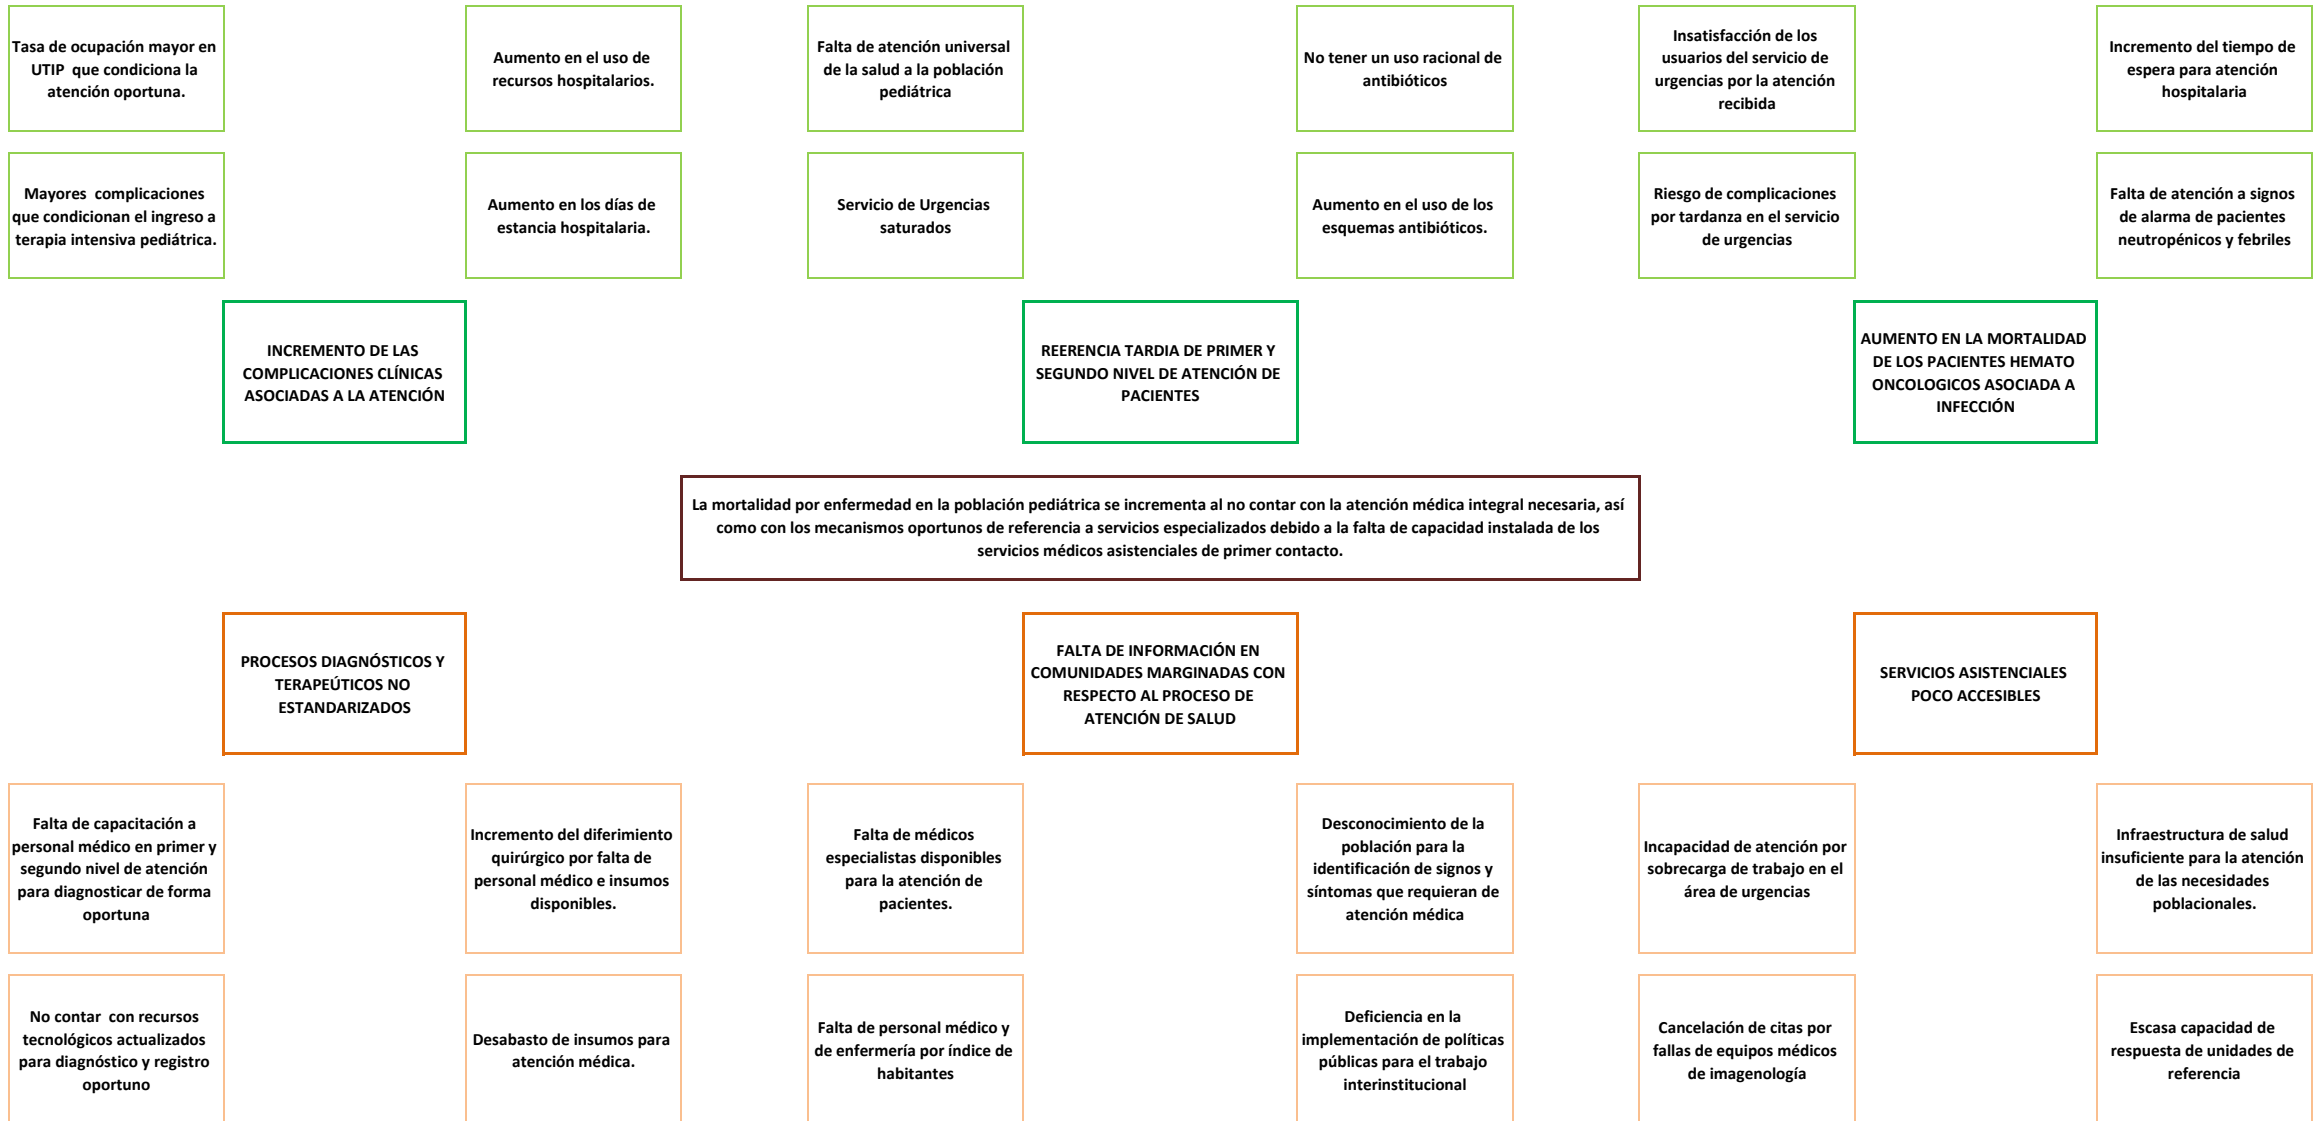 Tasa de ocupación mayor en
UTIP que condiciona la
atención oportuna.
Aumento en el uso de
recursos hospitalarios.
Falta de atención universal
de la salud a la población
pediátrica
No tener un uso racional de
antibióticos
Insatisfacción de los
usuarios del servicio de
urgencias por la atención
recibida
Incremento del tiempo de
espera para atención
hospitalaria
Mayores complicaciones
que condicionan el ingreso a
terapia intensiva pediátrica.
Aumento en los días de
estancia hospitalaria.
Servicio de Urgencias
saturados
Aumento en el uso de los
esquemas antibióticos.
Riesgo de complicaciones
por tardanza en el servicio
de urgencias
Falta de atención a signos
de alarma de pacientes
neutropénicos y febriles
INCREMENTO DE LAS
COMPLICACIONES CLÍNICAS
ASOCIADAS A LA ATENCIÓN
REERENCIA TARDIA DE PRIMER Y
SEGUNDO NIVEL DE ATENCIÓN DE
PACIENTES
AUMENTO EN LA MORTALIDAD
DE LOS PACIENTES HEMATO
ONCOLOGICOS ASOCIADA A
INFECCIÓN
La mortalidad por enfermedad en la población pediátrica se incrementa al no contar con la atención médica integral necesaria, así
como con los mecanismos oportunos de referencia a servicios especializados debido a la falta de capacidad instalada de los
servicios médicos asistenciales de primer contacto.
PROCESOS DIAGNÓSTICOS Y
TERAPEÚTICOS NO
ESTANDARIZADOS
FALTA DE INFORMACIÓN EN
COMUNIDADES MARGINADAS CON
RESPECTO AL PROCESO DE
ATENCIÓN DE SALUD
SERVICIOS ASISTENCIALES
POCO ACCESIBLES
Falta de capacitación a
personal médico en primer y
segundo nivel de atención
para diagnosticar de forma
oportuna
Incremento del diferimiento
quirúrgico por falta de
personal médico e insumos
disponibles.
Falta de médicos
especialistas disponibles
para la atención de
pacientes.
Desconocimiento de la
población para la
identificación de signos y
síntomas que requieran de
atención médica
Incapacidad de atención por
sobrecarga de trabajo en el
área de urgencias
Infraestructura de salud
insuficiente para la atención
de las necesidades
poblacionales.
No contar con recursos
tecnológicos actualizados
para diagnóstico y registro
oportuno
Desabasto de insumos para
atención médica.
Falta de personal médico y
de enfermería por índice de
habitantes
Deficiencia en la
implementación de políticas
públicas para el trabajo
interinstitucional
Cancelación de citas por
fallas de equipos médicos
de imagenología
Escasa capacidad de
respuesta de unidades de
referencia